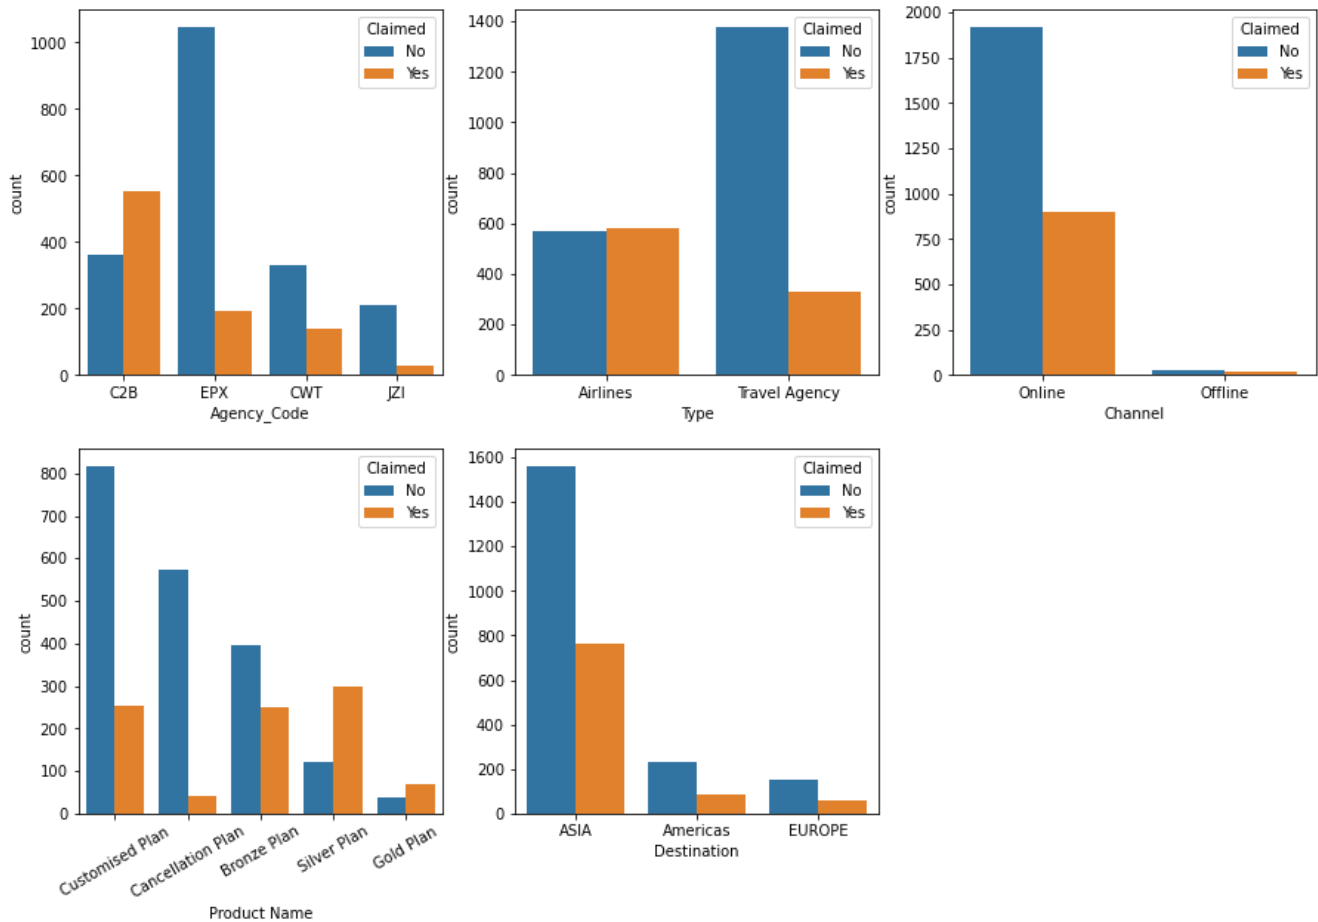 Claimed
No
Yes
1000
800
600
400
200
0
count
C2B EPX CWT JZI
Agency_Code
Claimed
No
Yes
1400
1200
1000
800
600
400
200
0
count
Airlines Travel Agency
Type
Claimed
No
Yes
2000
1750
1500
1250
1000
750
500
250
0
count
Online Offline
Channel
Claimed
No
Yes
800
700
600
500
400
300
200
100
0
count
Customised Plan Cancellation Plan Bronze Plan Silver Plan Gold Plan
Product Name
Claimed
No
Yes
1600
1400
1200
1000
800
600
400
200
0
count
ASIA Americas EUROPE
Destination